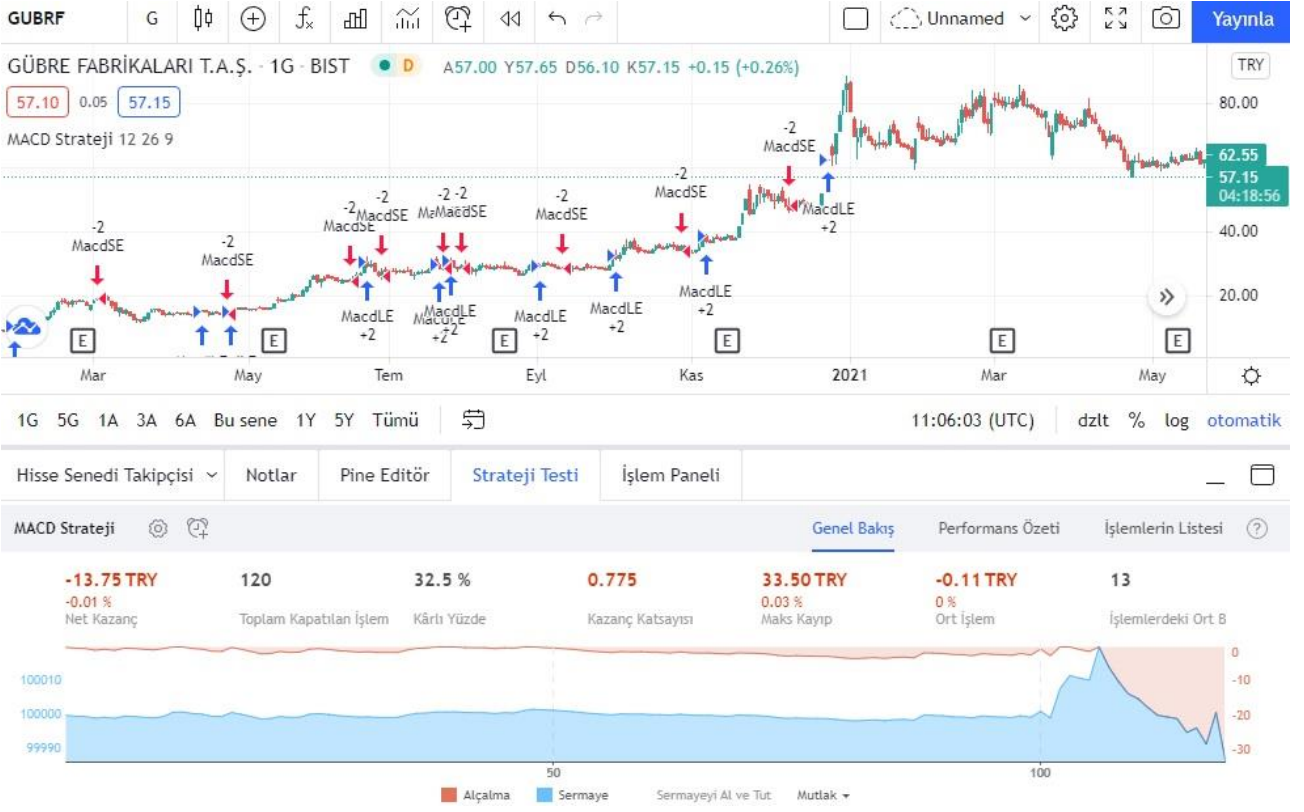 GUBRF G Unnamed Yayınla
GÜBRE FABRİKALARI T.A.Ş. · 1G · BIST D A57.00 Y57.65 D56.10 K57.15 +0.15 (+0.26%) TRY
57.10 0.05 57.15
MACD Strateji 12 26 9
80.00
62.55
57.15
04:18:56
40.00
20.00
-2
MacdSE
-2
MacdSE
-2
MacdSE
-2
MacdSE
-2 -2
MacdSE
-2
MacdSE
-2
MacdSE
-2
MacdSE
MacdLE
+2
MacdLE
+2
MacdLE
+2
MacdLE
+2
MacdLE
+2
MacdLE
+2
E E E E E E
Mar May Tem Eyl Kas 2021 Mar May
1G 5G 1A 3A 6A Bu sene 1Y 5Y Tümü 11:06:03 (UTC) dzlt % log otomatik
Hisse Senedi Takipçisi Notlar Pine Editör Strateji Testi İşlem Paneli
MACD Strateji Genel Bakış Performans Özeti İşlemlerin Listesi ?
-13.75 TRY 120 32.5 % 0.775 33.50 TRY -0.11 TRY 13
-0.01 % 0.03 % 0 %
Net Kazanç Toplam Kapatılan İşlem Kârlı Yüzde Kazanç Katsayısı Maks Kayıp Ort İşlem İşlemlerdeki Ort B
0
100010 -10
100000 -20
99990 -30
50 100
Alçalma Sermaye Sermayeyi Al ve Tut Mutlak